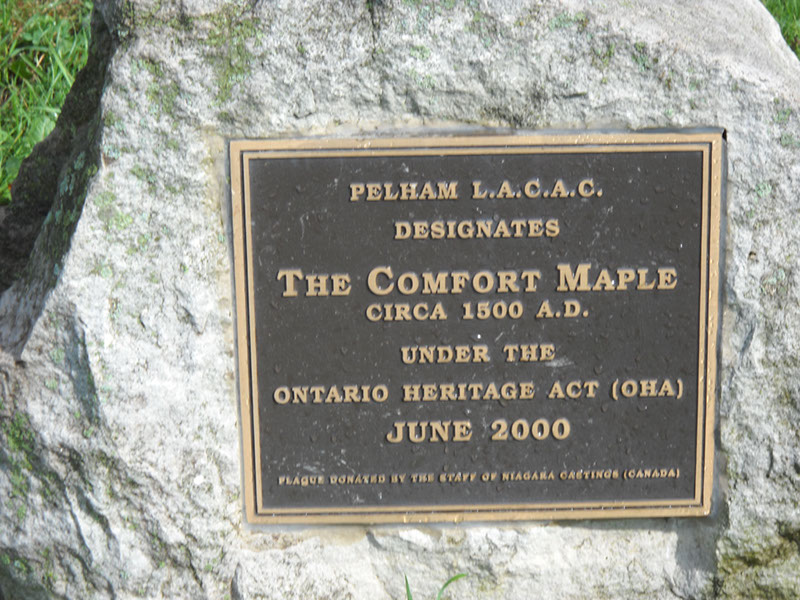 PELHAM L.A.C.A.C.
DESIGNATES
THE COMFORT MAPLE
CIRCA 1500 A.D.
UNDER THE
ONTARIO HERITAGE ACT (OHA)
JUNE 2000
PLAQUE DONATED BY THE STAFF OF NIAGARA CASTINGS (CANADA)